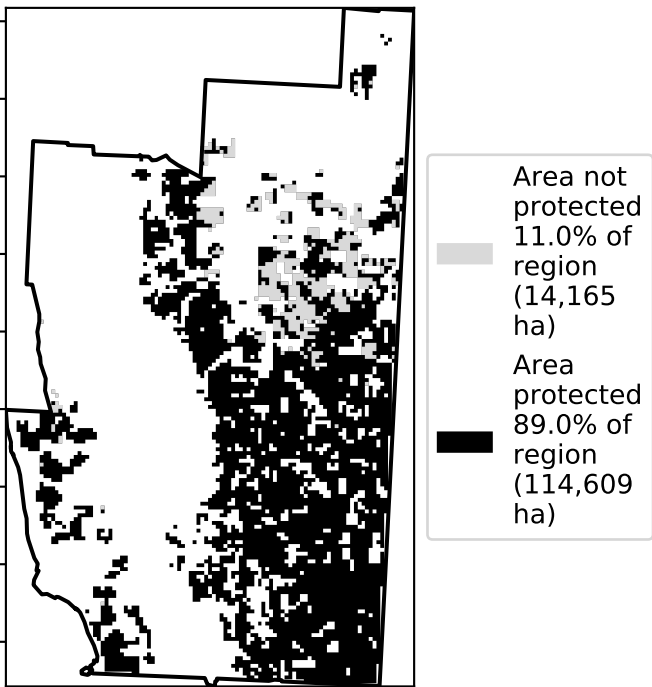 Area not
protected
11.0% of
region
(14,165
ha)
Area
protected
89.0% of
region
(114,609
ha)